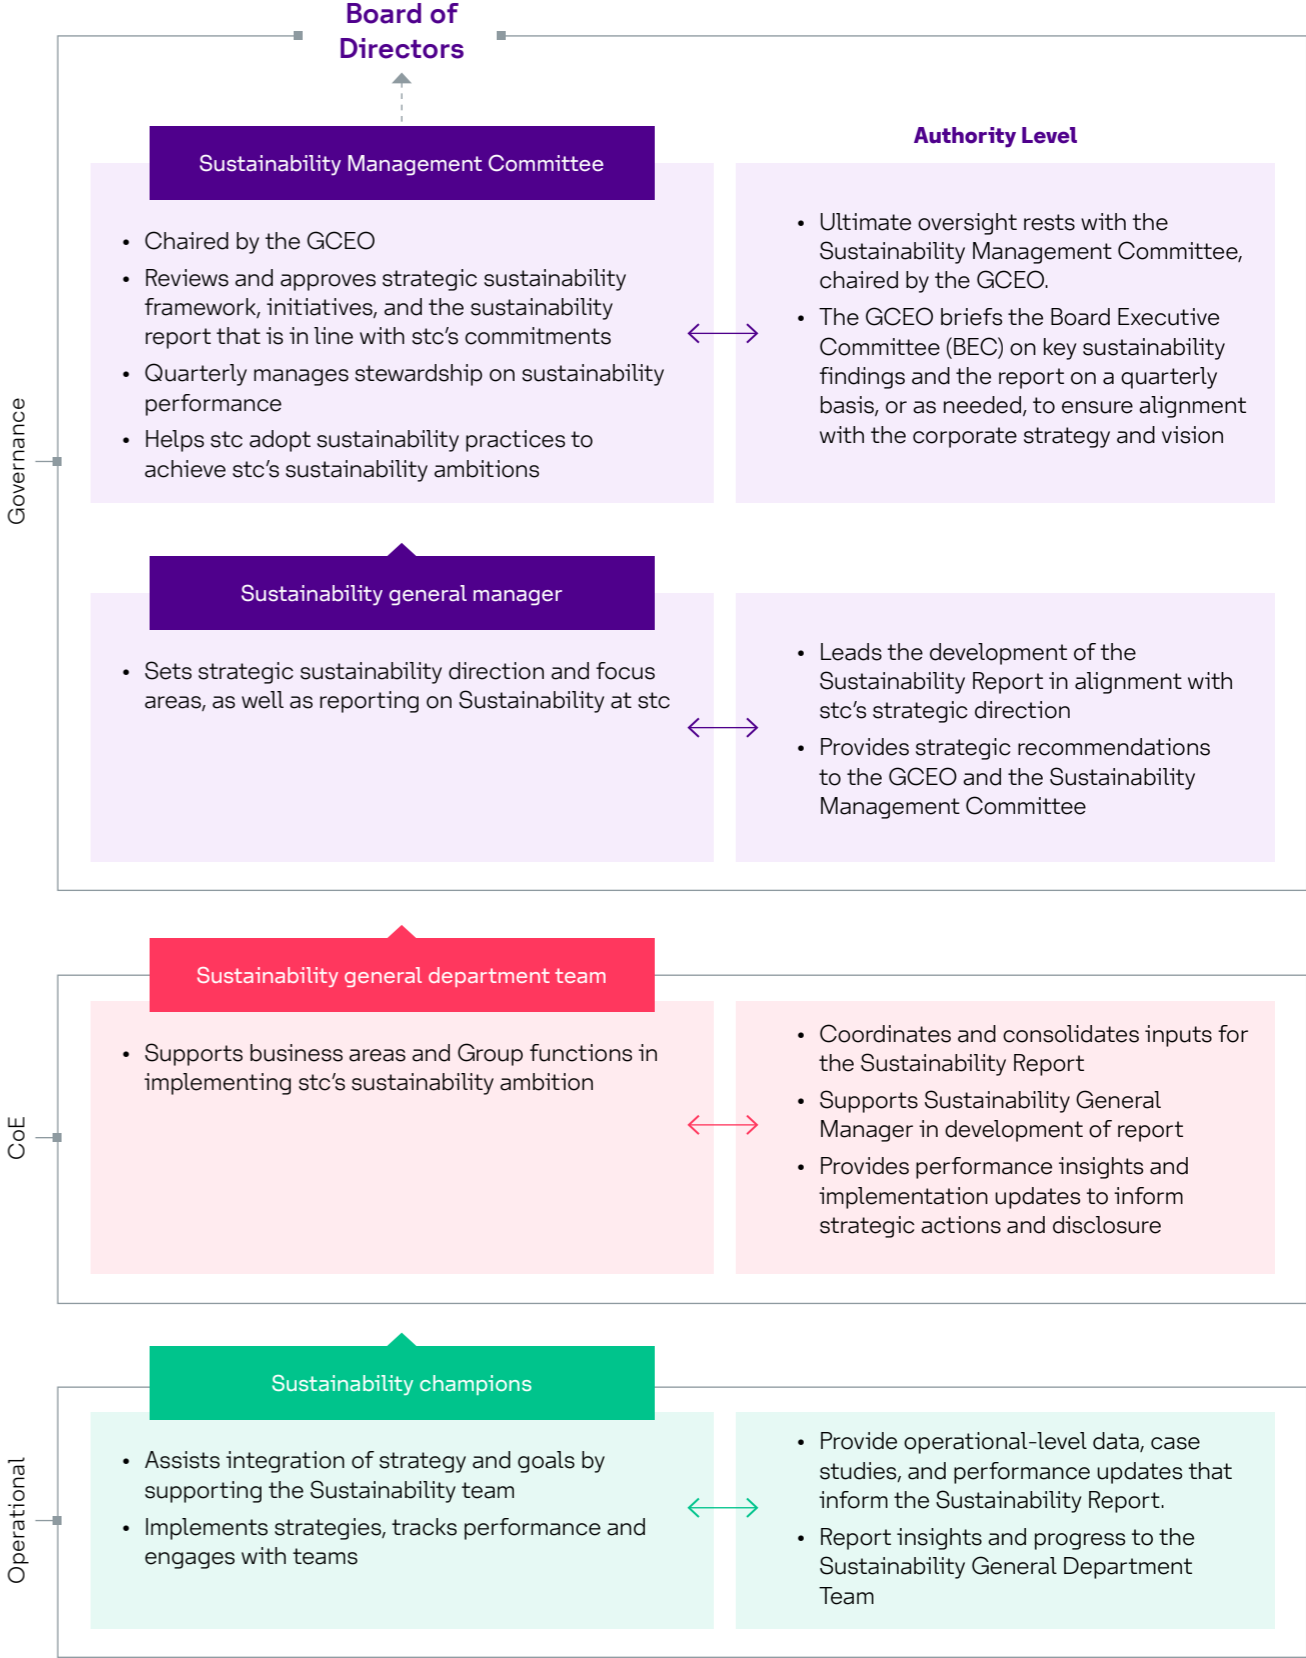 Board of
Directors
Governance
Sustainability Management Committee
• Chaired by the GCEO
• Reviews and approves strategic sustainability
framework, initiatives, and the sustainability
report that is in line with stc’s commitments
• Quarterly manages stewardship on sustainability
performance
• Helps stc adopt sustainability practices to
achieve stc’s sustainability ambitions
Authority Level
• Ultimate oversight rests with the
Sustainability Management Committee,
chaired by the GCEO.
• The GCEO briefs the Board Executive
Committee (BEC) on key sustainability
findings and the report on a quarterly
basis, or as needed, to ensure alignment
with the corporate strategy and vision
Sustainability general manager
• Sets strategic sustainability direction and focus
areas, as well as reporting on Sustainability at stc
• Leads the development of the
Sustainability Report in alignment with
stc’s strategic direction
• Provides strategic recommendations
to the GCEO and the Sustainability
Management Committee
CoE
Sustainability general department team
• Supports business areas and Group functions in
implementing stc’s sustainability ambition
• Coordinates and consolidates inputs for
the Sustainability Report
• Supports Sustainability General
Manager in development of report
• Provides performance insights and
implementation updates to inform
strategic actions and disclosure
Operational
Sustainability champions
• Assists integration of strategy and goals by
supporting the Sustainability team
• Implements strategies, tracks performance and
engages with teams
• Provide operational-level data, case
studies, and performance updates that
inform the Sustainability Report.
• Report insights and progress to the
Sustainability General Department
Team